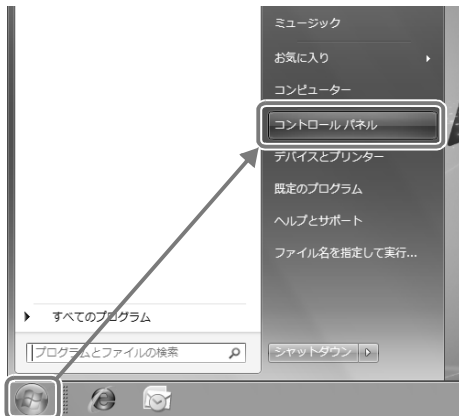 ミュージック
お気に入り
コンピューター
コントロール パネル
デバイスとプリンター
既定のプログラム
ヘルプとサポート
ファイル名を指定して実行...
すべてのプログラム
プログラムとファイルの検索
シャットダウン